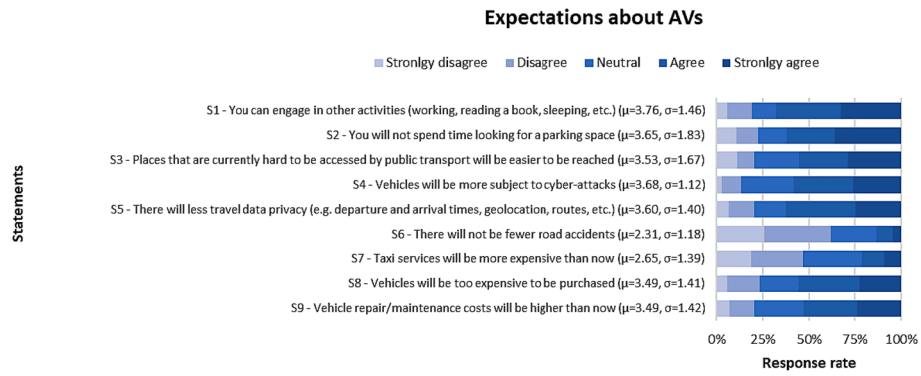 Expectations about AVs
Stronlgy disagree Disagree Neutral Agree Stronlgy agree
Statements
S1 - You can engage in other activities (working, reading a book, sleeping, etc.) (μ=3.76, σ=1.46)
S2 - You will not spend time looking for a parking space (μ=3.65, σ=1.83)
S3 - Places that are currently hard to be accessed by public transport will be easier to be reached (μ=3.53, σ=1.67)
S4 - Vehicles will be more subject to cyber-attacks (μ=3.68, σ=1.12)
S5 - There will less travel data privacy (e.g. departure and arrival times, geolocation, routes, etc.) (μ=3.60, σ=1.40)
S6 - There will not be fewer road accidents (μ=2.31, σ=1.18)
S7 - Taxi services will be more expensive than now (μ=2.65, σ=1.39)
S8 - Vehicles will be too expensive to be purchased (μ=3.49, σ=1.41)
S9 - Vehicle repair/maintenance costs will be higher than now (μ=3.49, σ=1.42)
0% 25% 50% 75% 100%
Response rate